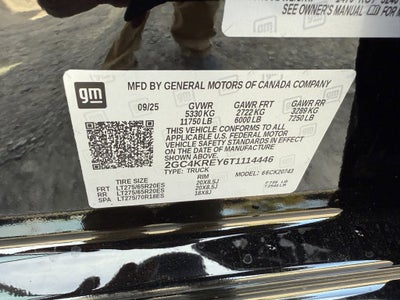 SEE OWNER'S MANUAL
gm
MFD BY GENERAL MOTORS OF CANADA COMPANY
09/25 GVWR GAWR FRT GAWR RR
5330 KG 2722 KG 3289 KG
11750 LB 6000 LB 7250 LB
THIS VEHICLE CONFORMS TO ALL
APPLICABLE U.S. FEDERAL MOTOR
VEHICLE SAFETY STANDARDS IN
EFFECT ON THE DATE OF
MANUFACTURE SHOWN ABOVE.
2GC4KREY6T1114446
TYPE: TRUCK 66CX20743
TIRE SIZE RIM
FRT LT275/65R20ES 20X8.5J
RR LT275/65R20ES 20X8.5J
SPA LT275/70R18ES 18X8J